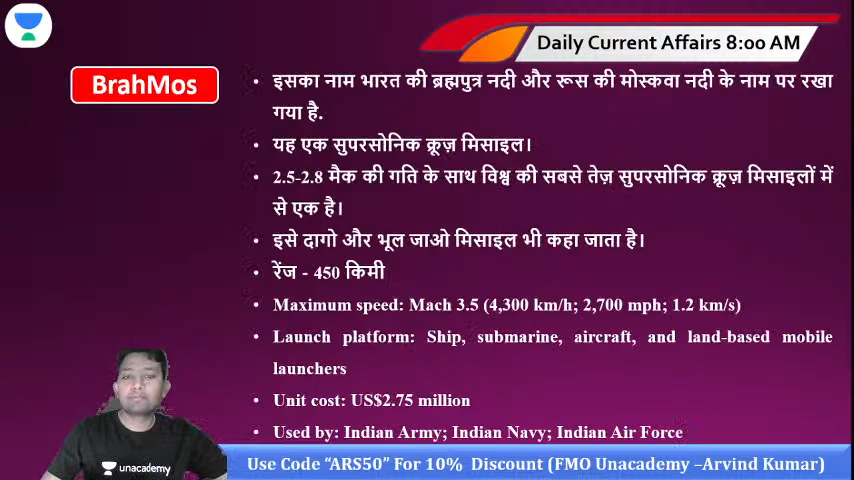 Daily Current Affairs 8:00 AM
BrahMos
• इसका नाम भारत की ब्रह्मपुत्र नदी और रूस की मोस्कवा नदी के नाम पर रखा
गया है.
• यह एक सुपरसोनिक क्रूज़ मिसाइल।
• 2.5-2.8 मैक की गति के साथ विश्व की सबसे तेज़ सुपरसोनिक क्रूज़ मिसाइलों में
से एक है।
• इसे दागो और भूल जाओ मिसाइल भी कहा जाता है।
• रेंज - 450 किमी
• Maximum speed: Mach 3.5 (4,300 km/h; 2,700 mph; 1.2 km/s)
• Launch platform: Ship, submarine, aircraft, and land-based mobile
launchers
• Unit cost: US$2.75 million
• Used by: Indian Army; Indian Navy; Indian Air Force
unacademy
Use Code “ARS50” For 10% Discount (FMO Unacademy –Arvind Kumar)